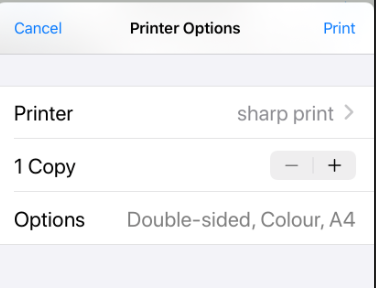 Cancel Printer Options Print
Printer sharp print
1 Copy
Options Double-sided, Colour, A4